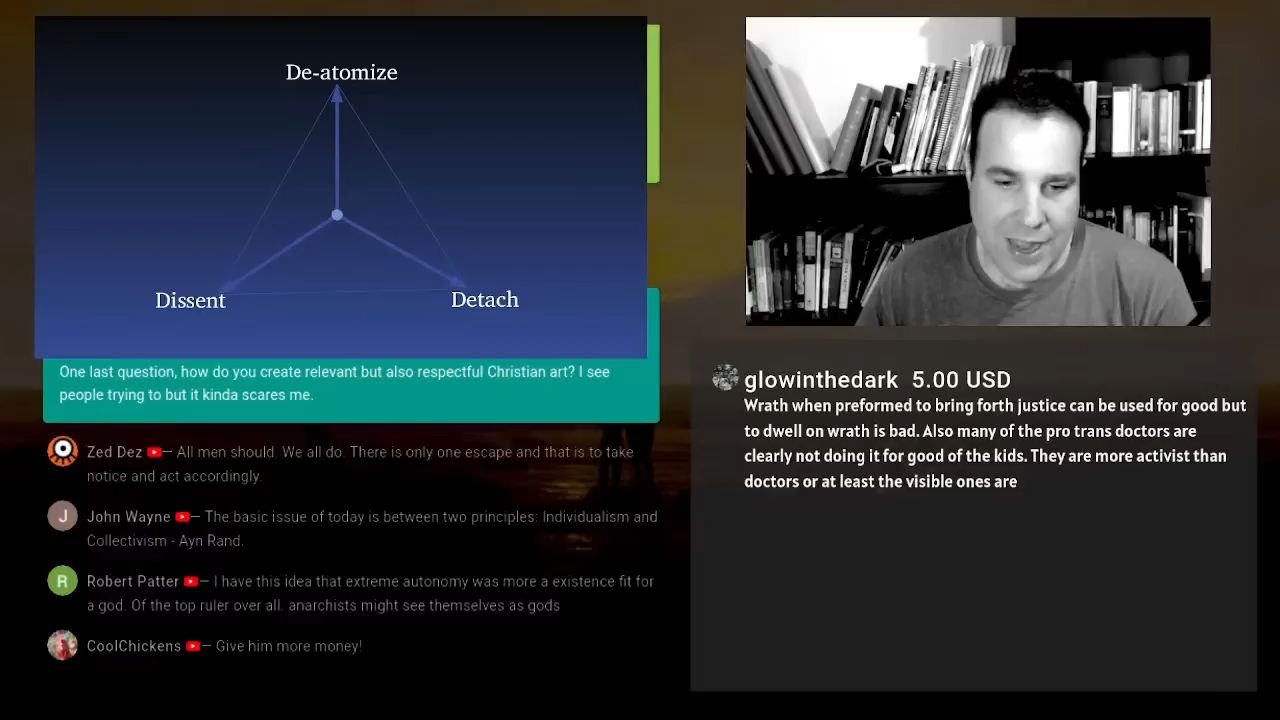 De-atomize
Dissent
Detach
One last question, how do you create relevant but also respectful Christian art? I see
people trying to but it kinda scares me.
Zed Dez — All men should. We all do. There is only one escape and that is to take
notice and act accordingly.
J
John Wayne — The basic issue of today is between two principles: Individualism and
Collectivism - Ayn Rand.
R
Robert Patter — I have this idea that extreme autonomy was more a existence fit for
a god. Of the top ruler over all. anarchists might see themselves as gods
CoolChickens — Give him more money!
glowinthedark 5.00 USD
Wrath when preformed to bring forth justice can be used for good but
to dwell on wrath is bad. Also many of the pro trans doctors are
clearly not doing it for good of the kids. They are more activist than
doctors or at least the visible ones are